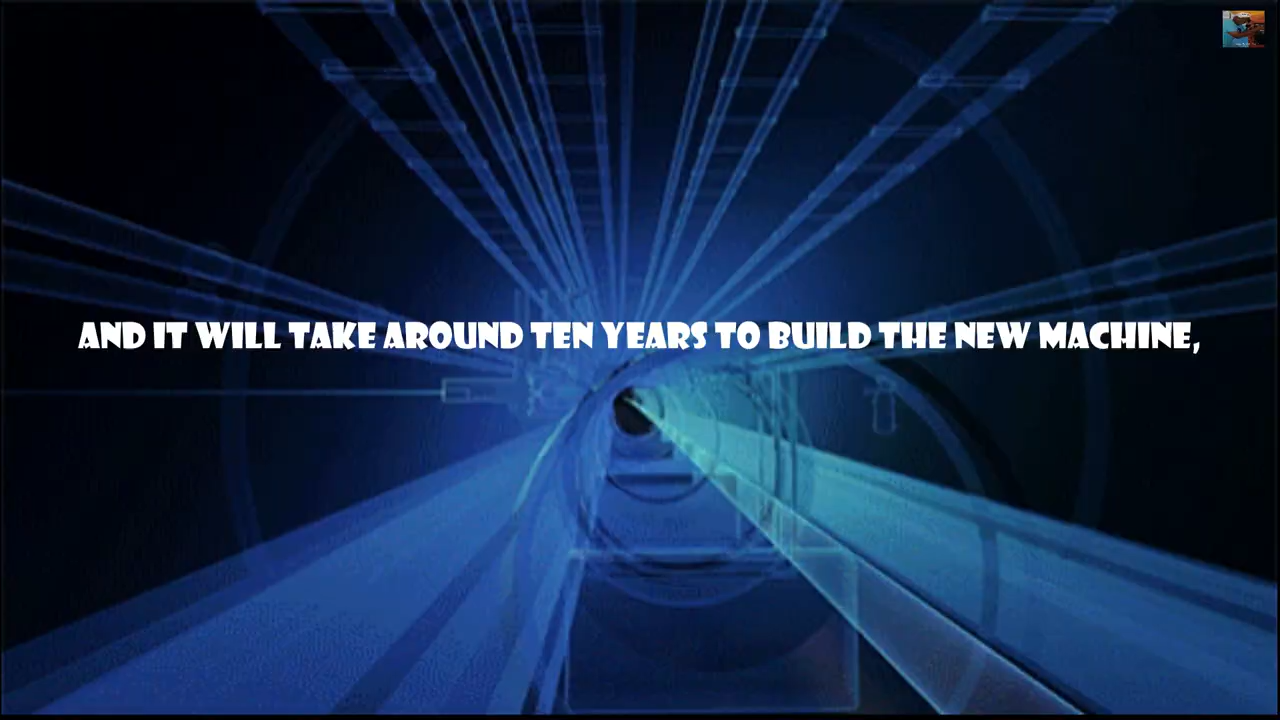 AND IT WILL TAKE AROUND TEN YEARS TO BUILD THE NEW MACHINE,